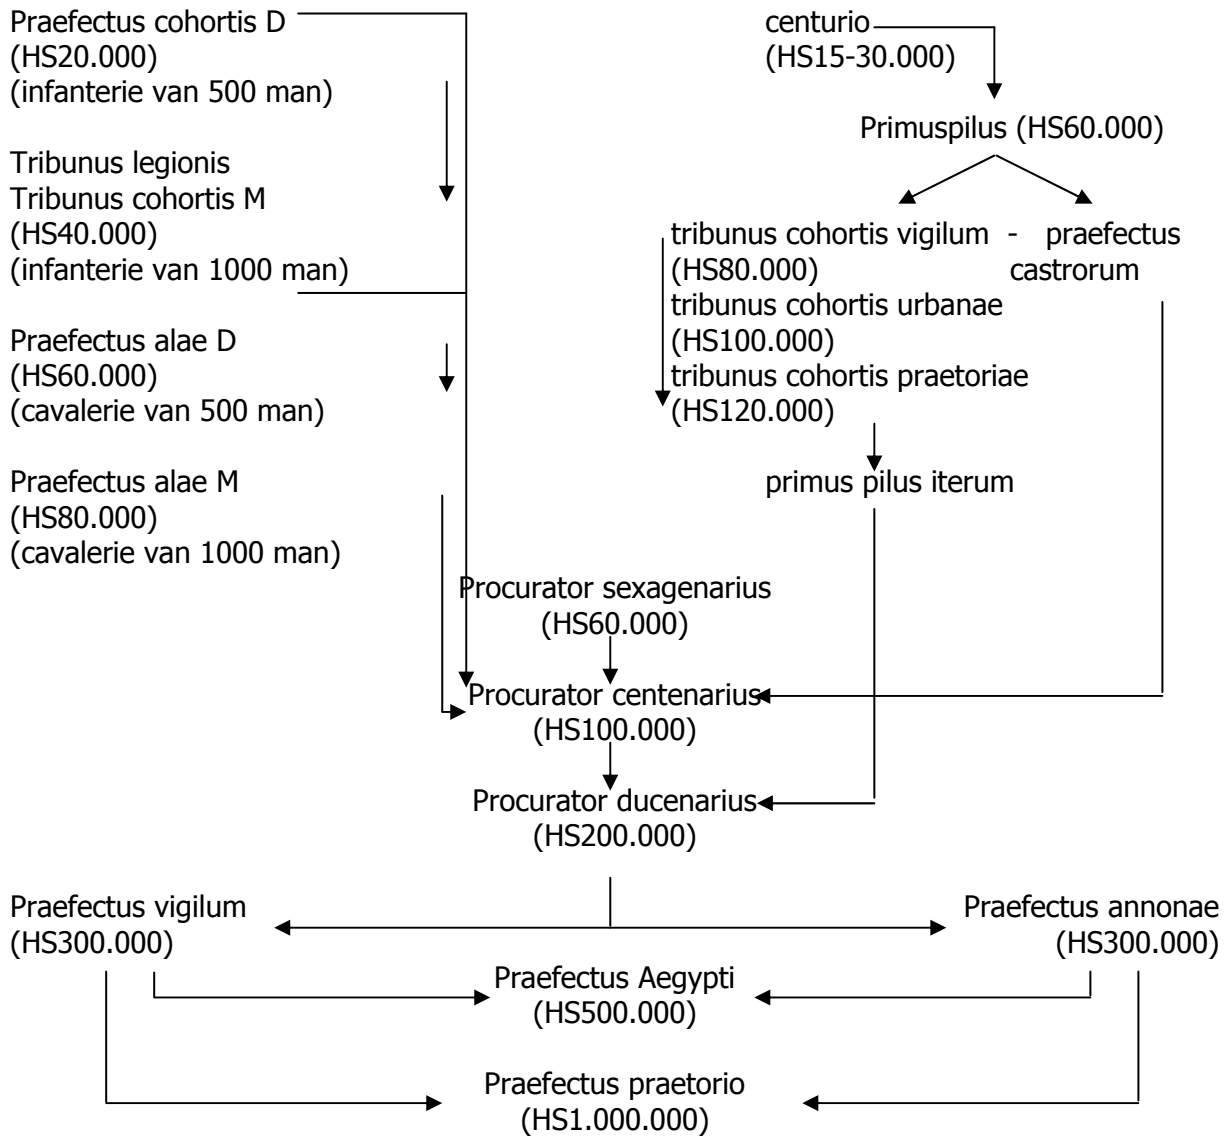 Praefectus cohortis D
(HS20.000)
(infanterie van 500 man)
Tribunus legionis
Tribunus cohortis M
(HS40.000)
(infanterie van 1000 man)
Praefectus alae D
(HS60.000)
(cavalerie van 500 man)
Praefectus alae M
(HS80.000)
(cavalerie van 1000 man)
centurio
(HS15-30.000)
Primuspilus (HS60.000)
tribunus cohortis vigilum - praefectus
(HS80.000) castrorum
tribunus cohortis urbanae
(HS100.000)
tribunus cohortis praetoriae
(HS120.000)
primus pilus iterum
Procurator sexagenarius
(HS60.000)
Procurator centenarius
(HS100.000)
Procurator ducenarius
(HS200.000)
Praefectus vigilum
(HS300.000)
Praefectus annonae
(HS300.000)
Praefectus Aegypti
(HS500.000)
Praefectus praetorio
(HS1.000.000)